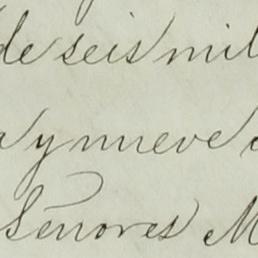 de seis mil
a y nueve
Señores M